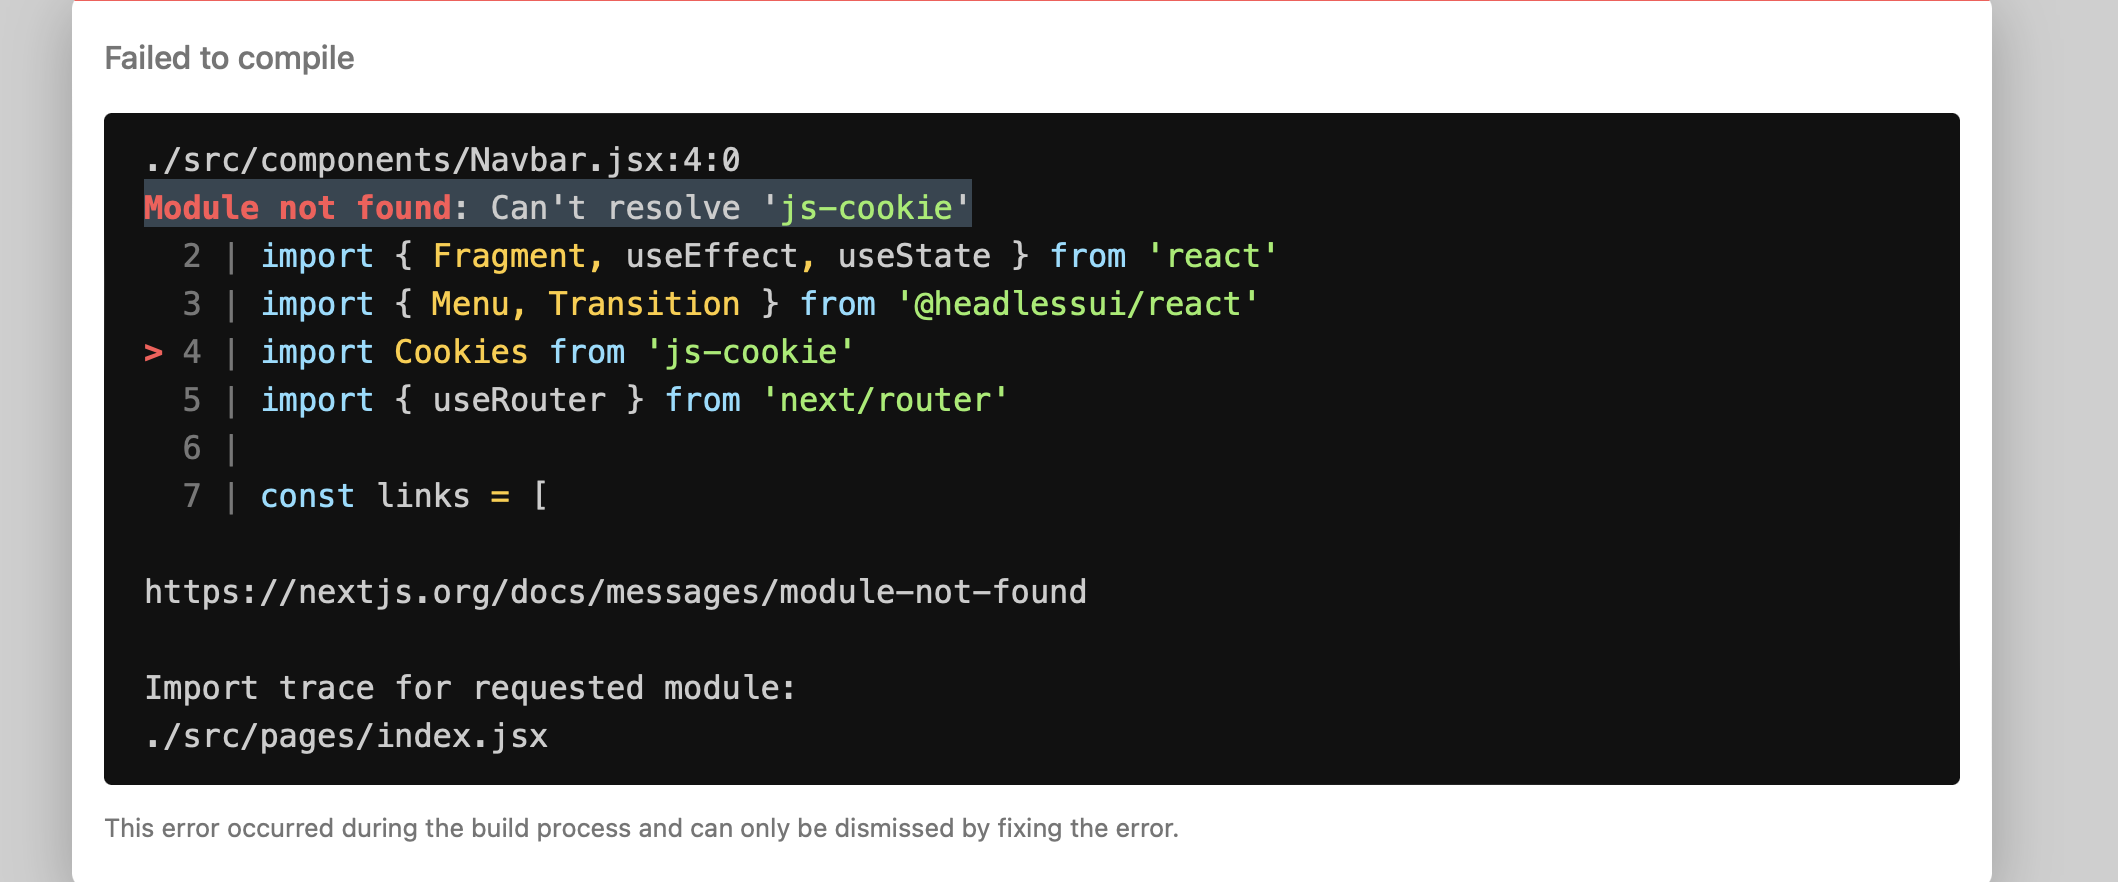 Failed to compile
./src/components/Navbar.jsx:4:0
Module not found: Can't resolve 'js-cookie'
  2 | import { Fragment, useEffect, useState } from 'react'
  3 | import { Menu, Transition } from '@headlessui/react'
> 4 | import Cookies from 'js-cookie'
  5 | import { useRouter } from 'next/router'
  6 |
  7 | const links = [
https://nextjs.org/docs/messages/module-not-found
Import trace for requested module:
./src/pages/index.jsx
This error occurred during the build process and can only be dismissed by fixing the error.